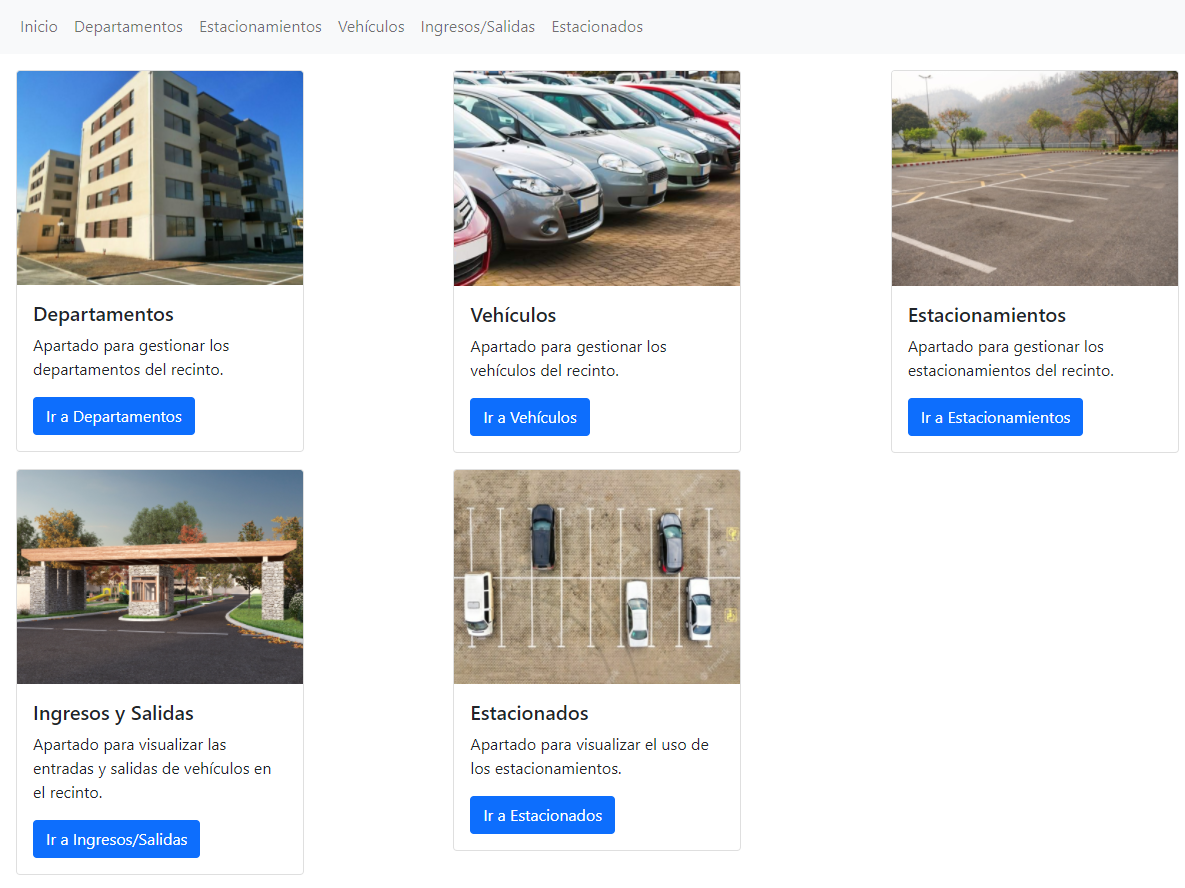 Inicio Departamentos Estacionamientos Vehículos Ingresos/Salidas Estacionados
Departamentos
Apartado para gestionar los
departamentos del recinto.
Ir a Departamentos
Vehículos
Apartado para gestionar los
vehículos del recinto.
Ir a Vehículos
Estacionamientos
Apartado para gestionar los
estacionamientos del recinto.
Ir a Estacionamientos
Ingresos y Salidas
Apartado para visualizar las
entradas y salidas de vehículos en
el recinto.
Ir a Ingresos/Salidas
Estacionados
Apartado para visualizar el uso de
los estacionamientos.
Ir a Estacionados